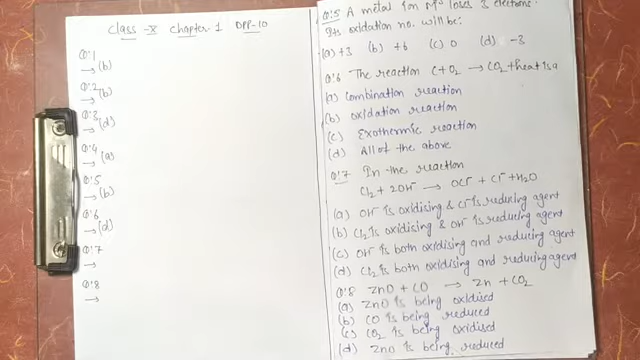 Class -X Chapter-1 DPP-10
Q:1
→ (b)
Q:2
→ (b)
Q:3
→ (d)
Q:4
→ (a)
Q:5
→ (b)
Q:6
→ (d)
Q:7
→
Q:8
→
Q:5 A metal ion M⁺³ loses 3 electrons.
Its oxidation no. will be:
(a) +3 (b) +6 (c) 0 (d) -3
Q:6 The reaction C+O₂ → CO₂+heat is a
(a) Combination reaction
(b) oxidation reaction
(c) Exothermic reaction
(d) All of the above
Q:7 In the reaction
Cl₂ + 2OH⁻ → OCl⁻ + Cl⁻ + H₂O
(a) OH⁻ is oxidising & Cl⁻ is reducing agent
(b) Cl₂ is oxidising & OH⁻ is reducing agent
(c) OH⁻ is both oxidising and reducing agent
(d) Cl₂ is both oxidising and reducing agent
Q:8 ZnO + CO → Zn + CO₂
(a) ZnO is being oxidised
(b) CO is being reduced
(c) CO₂ is being oxidised
(d) ZnO is being reduced